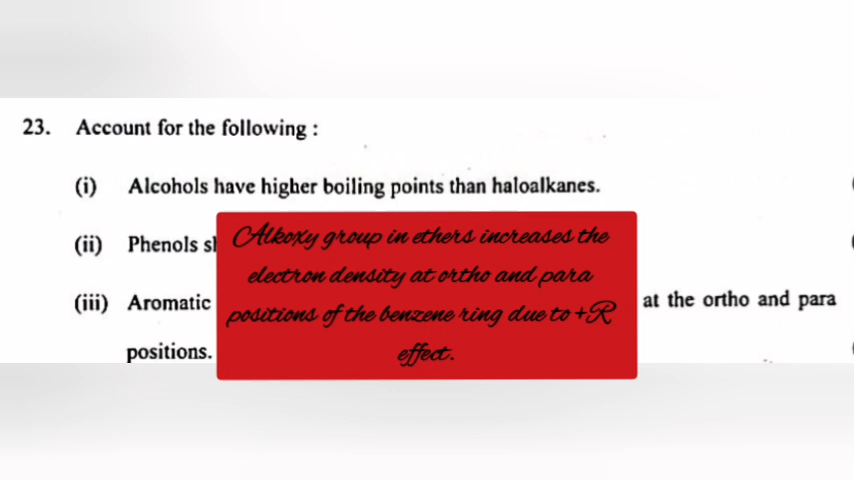 23. Account for the following :
(i) Alcohols have higher boiling points than haloalkanes.
(ii) Phenols
(iii) Aromatic at the ortho and para
positions.
Alkoxy group in ethers increases the
electron density at ortho and para
positions of the benzene ring due to +R
effect.